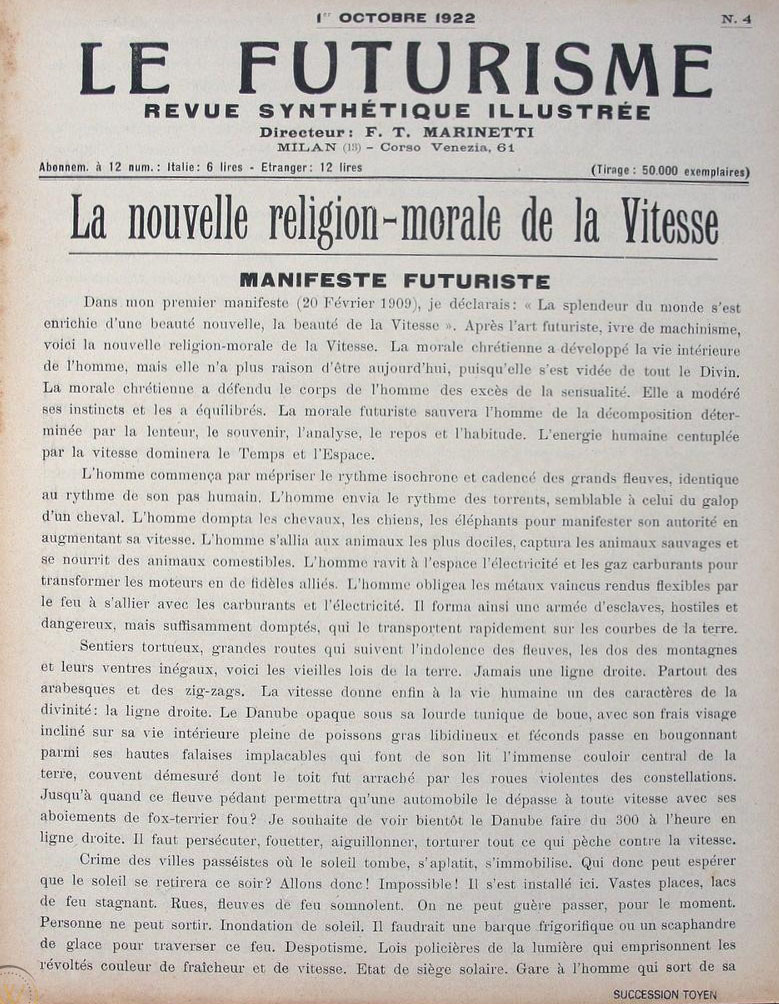 1er OCTOBRE 1922
N. 4
LE FUTURISME
REVUE SYNTHÉTIQUE ILLUSTRÉE
Directeur: F. T. MARINETTI
MILAN (13) - Corso Venezia, 61
Abonnem. à 12 num.: Italie: 6 lires - Etranger: 12 lires
(Tirage: 50.000 exemplaires)
La nouvelle religion-morale de la Vitesse
MANIFESTE FUTURISTE
Dans mon premier manifeste (20 Février 1909), je déclarais: « La splendeur du monde s'est
enrichie d'une beauté nouvelle, la beauté de la Vitesse ». Après l'art futuriste, ivre de machinisme,
voici la nouvelle religion-morale de la Vitesse. La morale chrétienne a développé la vie intérieure
de l'homme, mais elle n'a plus raison d'être aujourd'hui, puisqu'elle s'est vidée de tout le Divin.
La morale chrétienne a défendu le corps de l'homme des excès de la sensualité. Elle a modéré
ses instincts et les a équilibrés. La morale futuriste sauvera l'homme de la décomposition déter-
minée par la lenteur, le souvenir, l'analyse, le repos et l'habitude. L'energie humaine centuplée
par la vitesse dominera le Temps et l'Espace.
L'homme commença par mépriser le rythme isochrone et cadencé des grands fleuves, identique
au rythme de son pas humain. L'homme envia le rythme des torrents, semblable à celui du galop
d'un cheval. L'homme dompta les chevaux, les chiens, les éléphants pour manifester son autorité en
augmentant sa vitesse. L'homme s'allia aux animaux les plus dociles, captura les animaux sauvages et
se nourrit des animaux comestibles. L'homme ravit à l'espace l'électricité et les gaz carburants pour
transformer les moteurs en de fidèles alliés. L'homme obligea les métaux vaincus rendus flexibles par
le feu à s'allier avec les carburants et l'électricité. Il forma ainsi une armée d'esclaves, hostiles et
dangereux, mais suffisamment domptés, qui le transportent rapidement sur les courbes de la terre.
Sentiers tortueux, grandes routes qui suivent l'indolence des fleuves, les dos des montagnes
et leurs ventres inégaux, voici les vieilles lois de la terre. Jamais une ligne droite. Partout des
arabesques et des zig-zags. La vitesse donne enfin à la vie humaine un des caractères de la
divinité: la ligne droite. Le Danube opaque sous sa lourde tunique de boue, avec son frais visage
incliné sur sa vie intérieure pleine de poissons gras libidineux et féconds passe en bougonnant
parmi ses hautes falaises implacables qui font de son lit l'immense couloir central de la
terre, couvent démesuré dont le toit fut arraché par les roues violentes des constellations.
Jusqu'à quand ce fleuve pédant permettra qu'une automobile le dépasse à toute vitesse avec ses
aboiements de fox-terrier fou? Je souhaite de voir bientôt le Danube faire du 300 à l'heure en
ligne droite. Il faut persécuter, fouetter, aiguillonner, torturer tout ce qui pèche contre la vitesse.
Crime des villes passéistes où le soleil tombe, s'aplatit, s'immobilise. Qui donc peut espérer
que le soleil se retirera ce soir? Allons donc! Impossible! Il s'est installé ici. Vastes places, lacs
de feu stagnant. Rues, fleuves de feu somnolent. On ne peut guère passer, pour le moment.
Personne ne peut sortir. Inondation de soleil. Il faudrait une barque frigorifique ou un scaphandre
de glace pour traverser ce feu. Despotisme. Lois policières de la lumière qui emprisonnent les
révoltés couleur de fraîcheur et de vitesse. Etat de siège solaire. Gare à l'homme qui sort de sa
SUCCESSION TOYEN